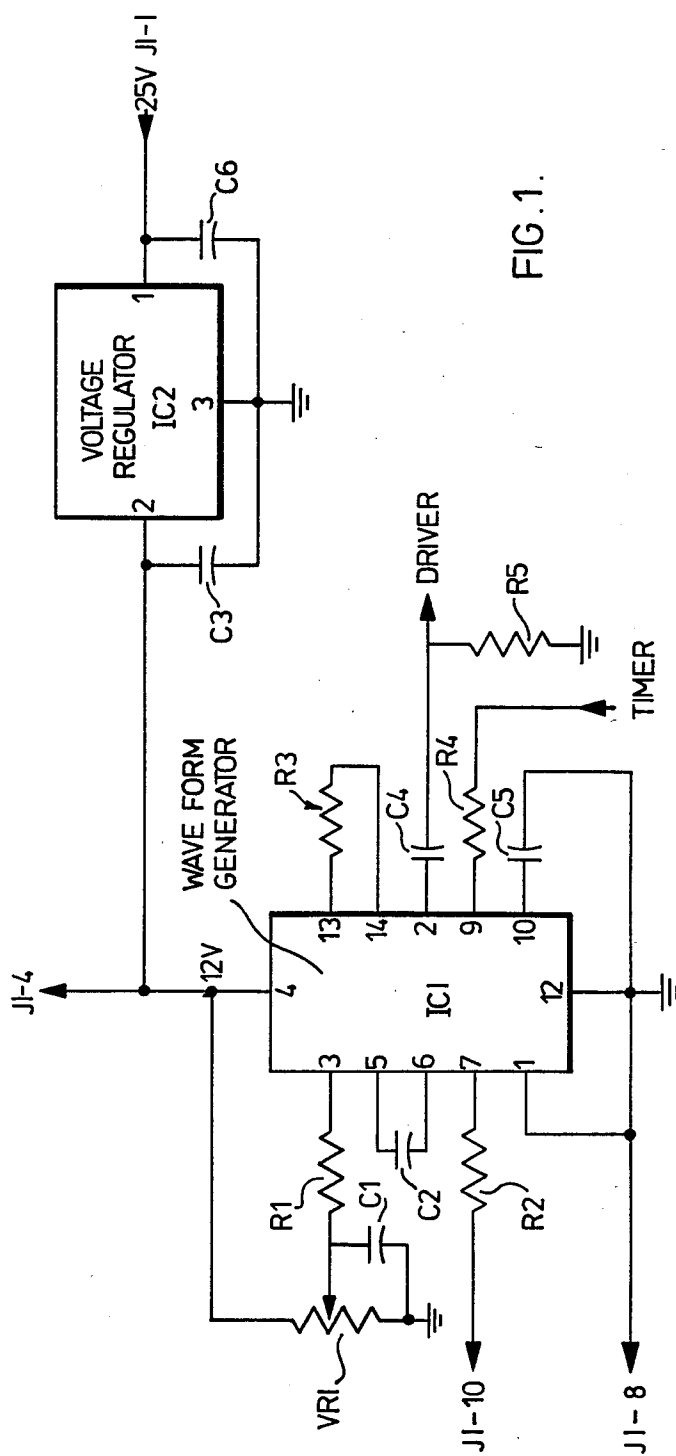 25V J1-1
C6
VOLTAGE
REGULATOR
IC2
1
2
3
C3
FIG.1.
J1-4
12V
WAVE FORM
GENERATOR
IC1
4
3
5
6
7
1
13
14
2
9
10
12
R1
C1
VR1
C2
R2
J1-10
J1-8
R3
C4
DRIVER
R5
R4
C5
TIMER